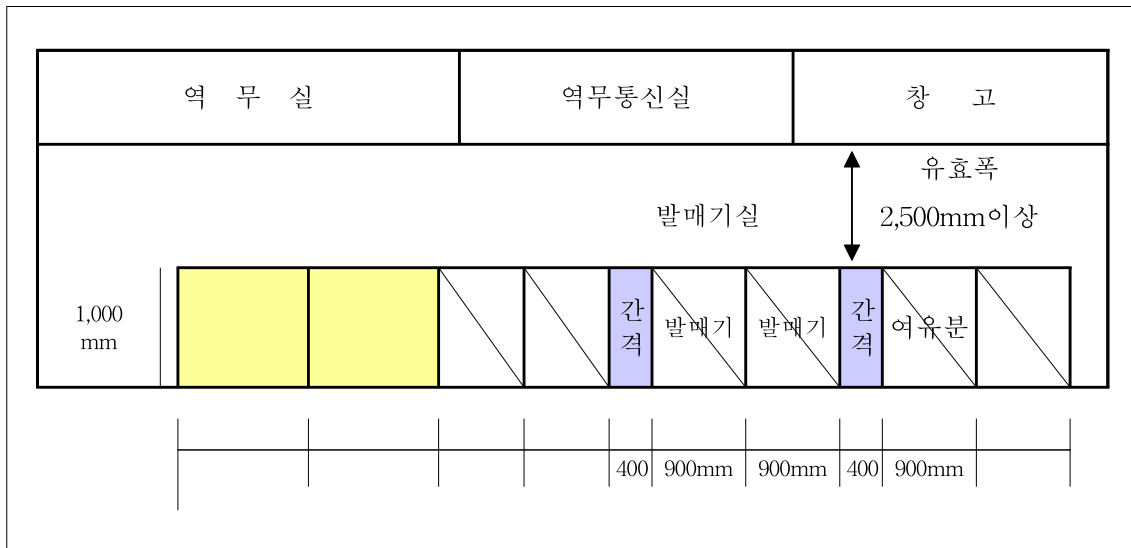 역 무 실
역무통신실
창 고
유효폭
발매기실
2,500mm이상
1,000
mm
간
격
발매기
발매기
간
격
여유분
400
900mm
900mm
400
900mm